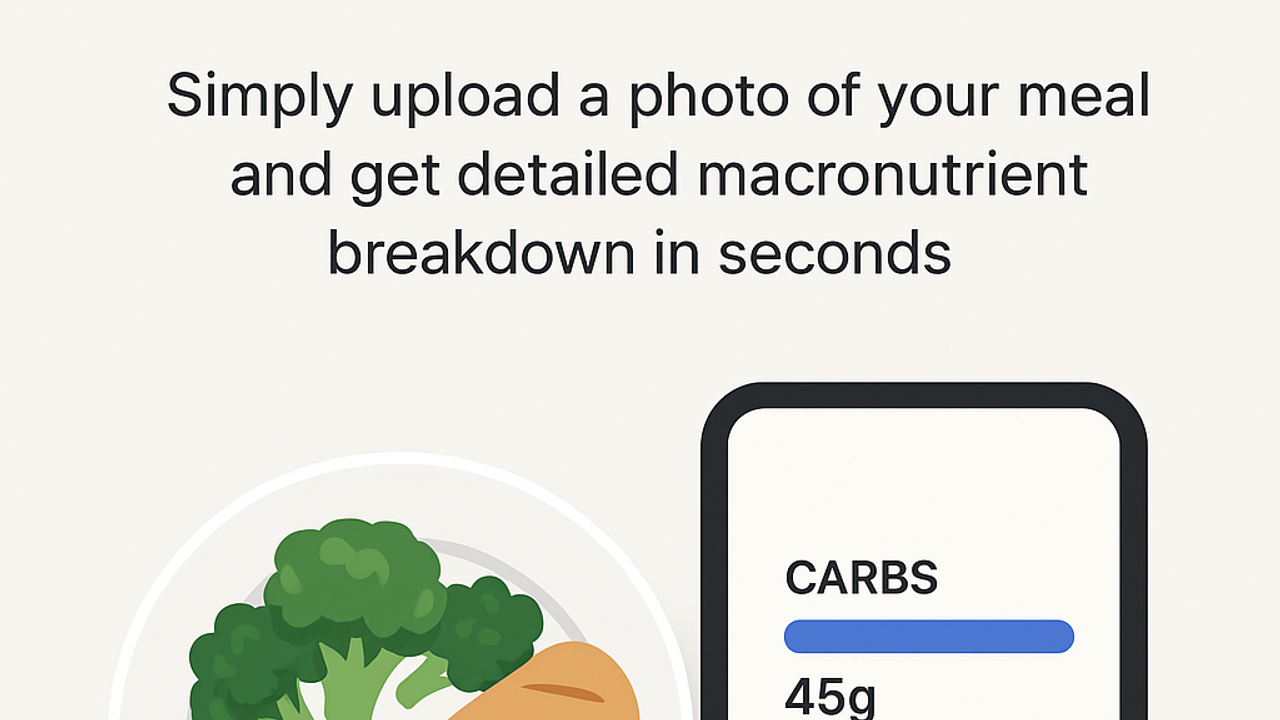 Simply upload a photo of your meal
and get detailed macronutrient
breakdown in seconds
CARBS
45g